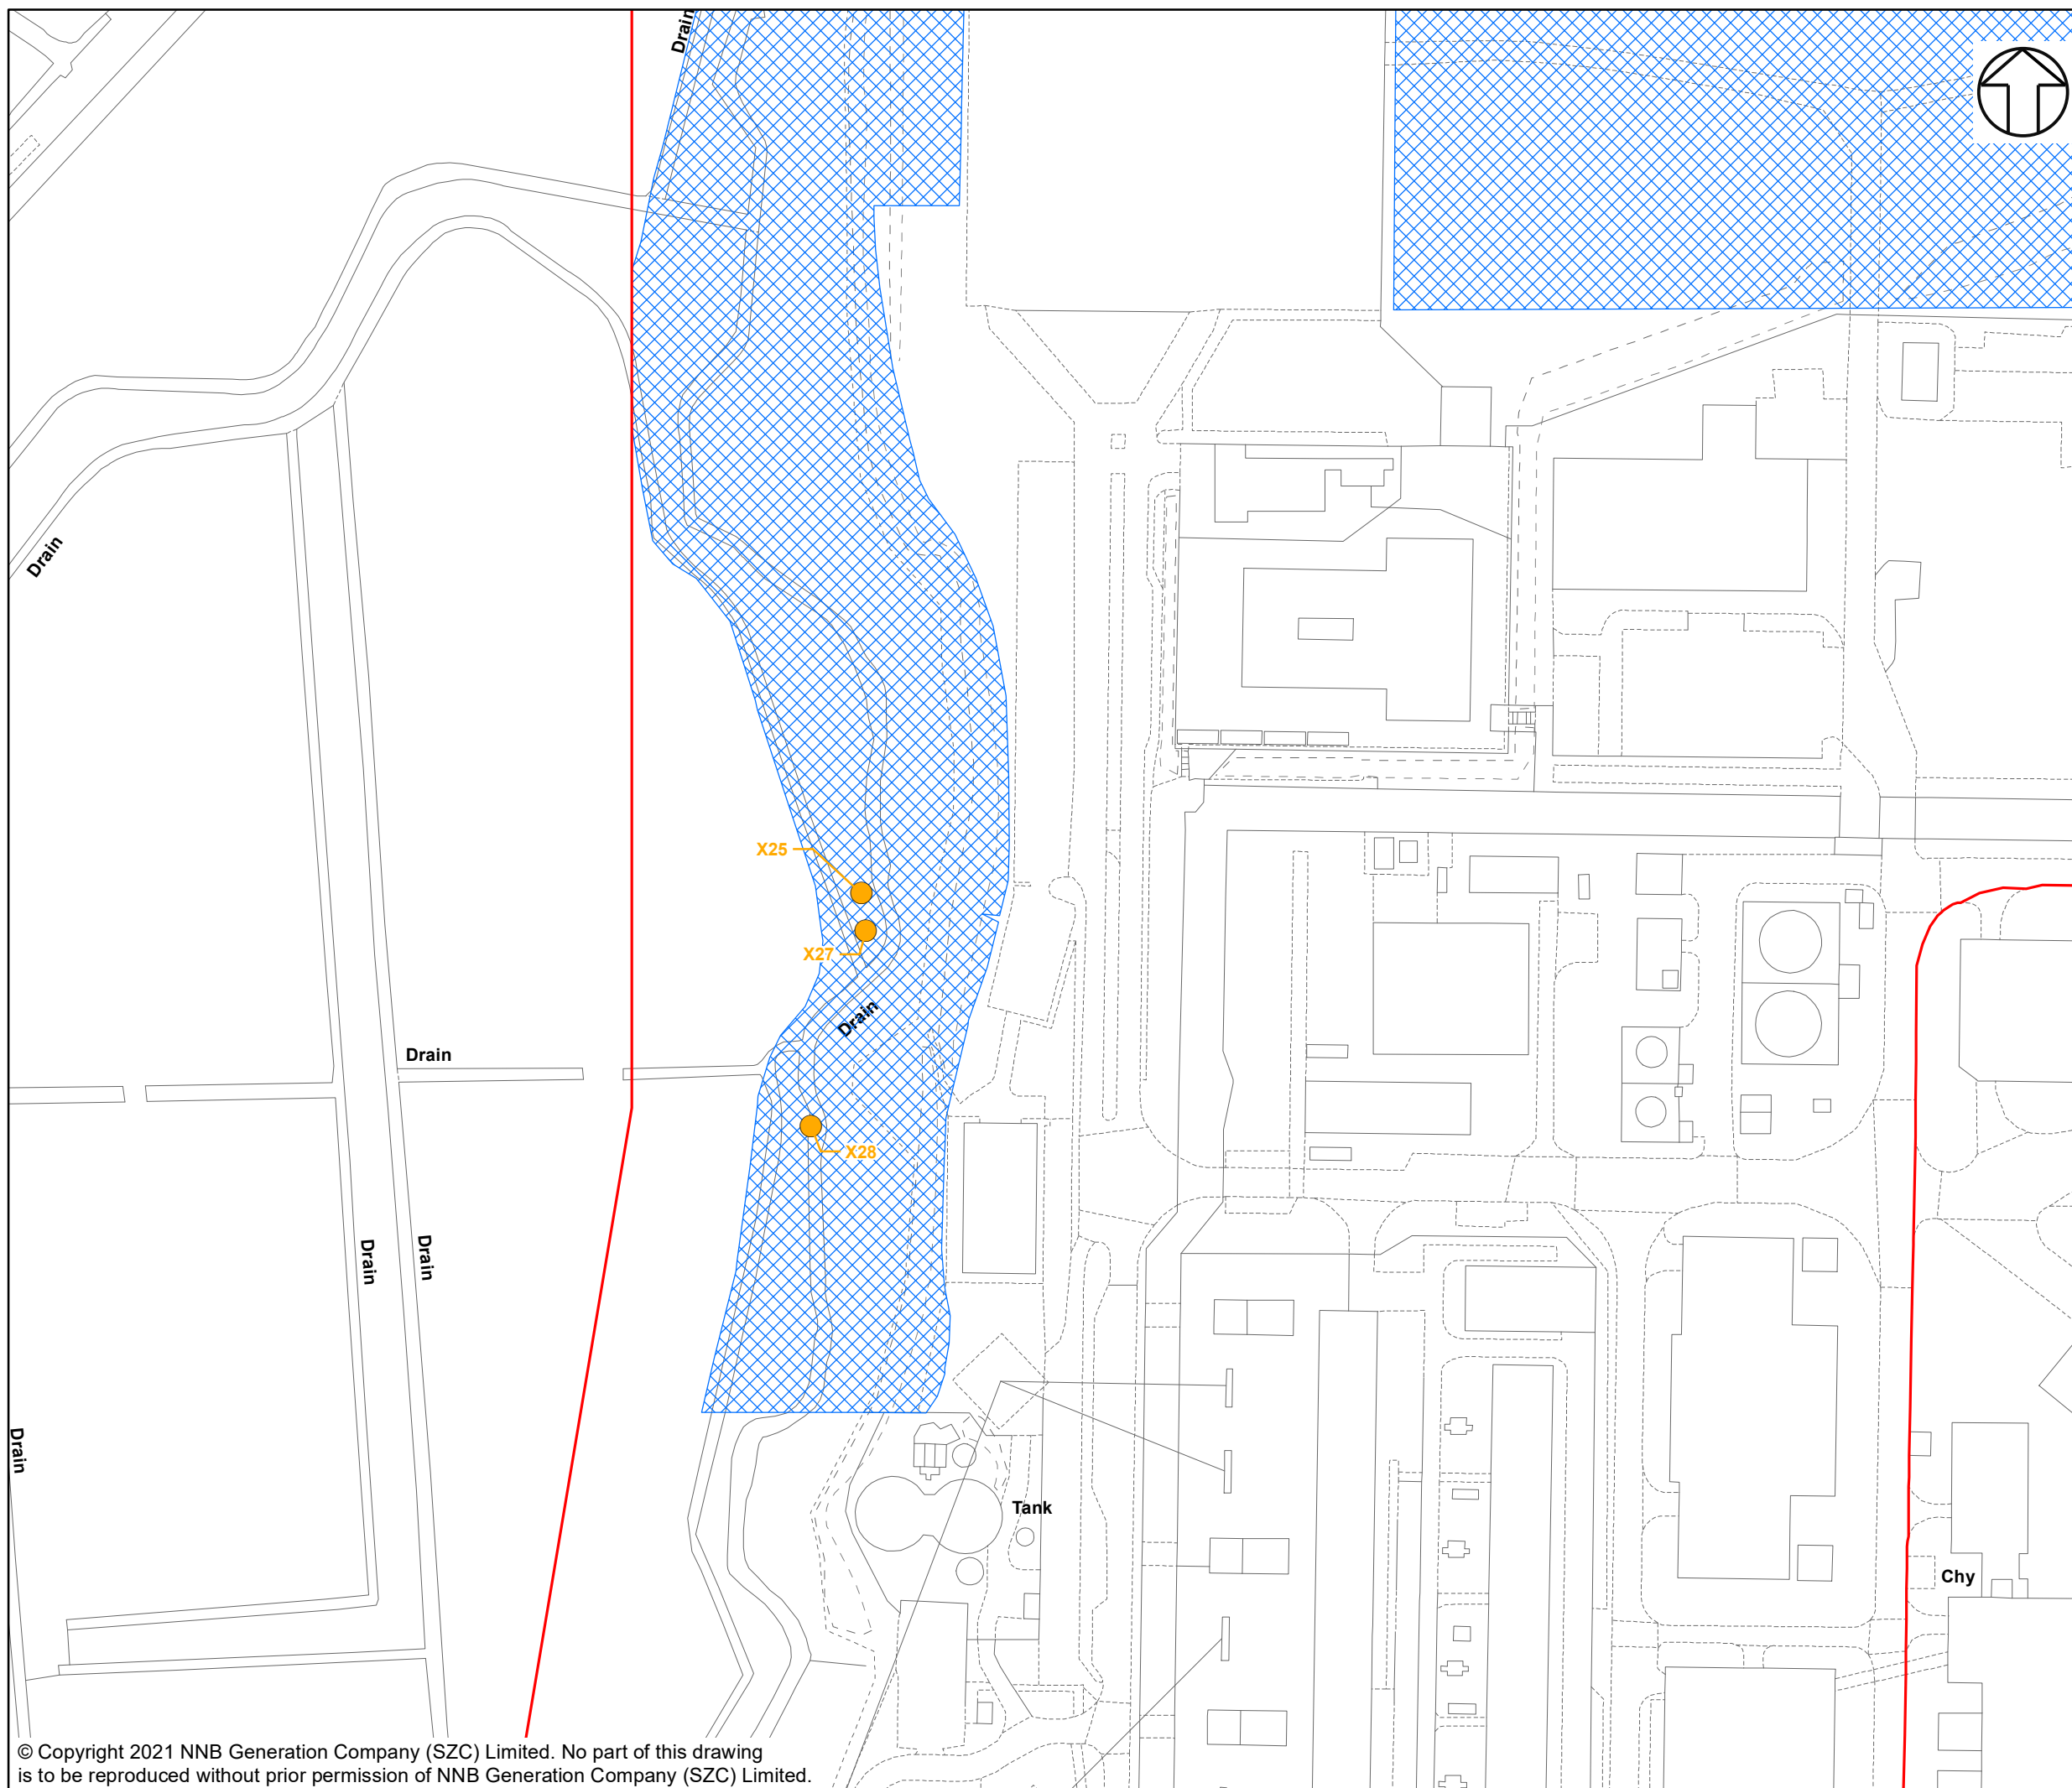 Drain
Drain
X25
X27
Drain
Drain
X28
Drain
Drain
Drain
Tank
Chy
© Copyright 2021 NNB Generation Company (SZC) Limited. No part of this drawing
is to be reproduced without prior permission of NNB Generation Company (SZC) Limited.